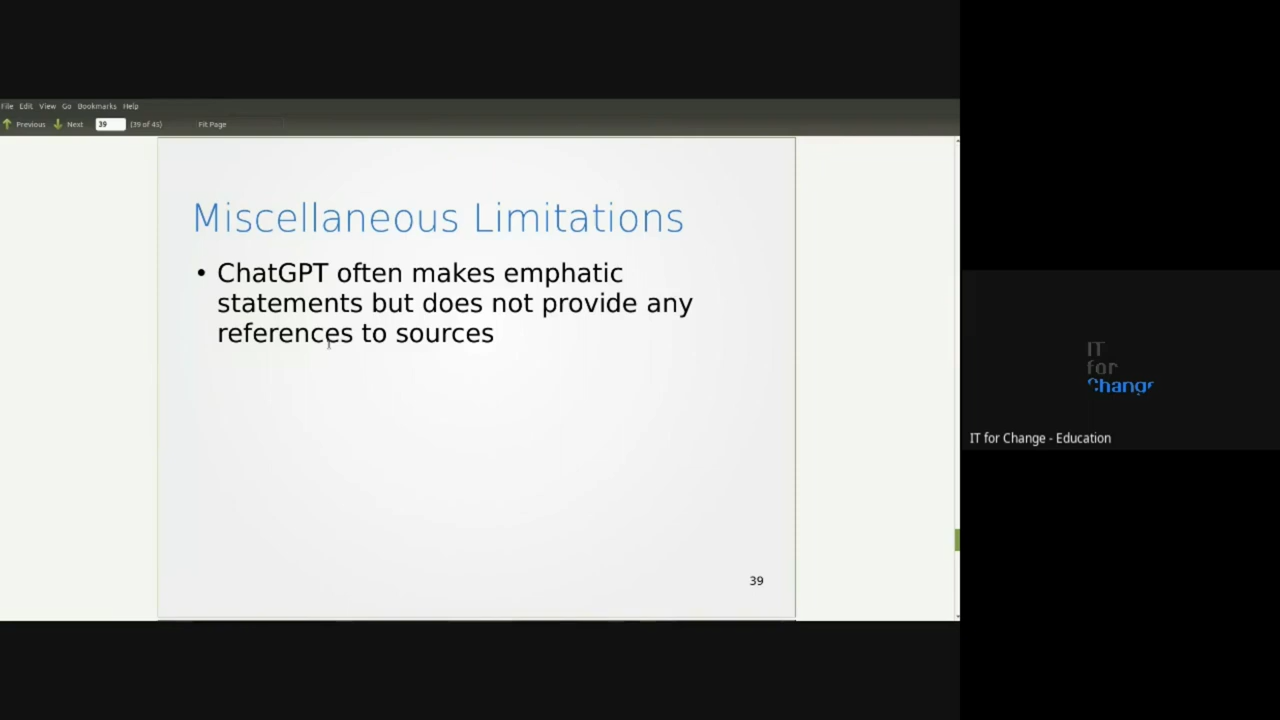 File Edit View Go Bookmarks Help
Previous Next 39 (39 of 45) Fit Page
Miscellaneous Limitations
• ChatGPT often makes emphatic
statements but does not provide any
references to sources
39
IT
for
Change
IT for Change - Education